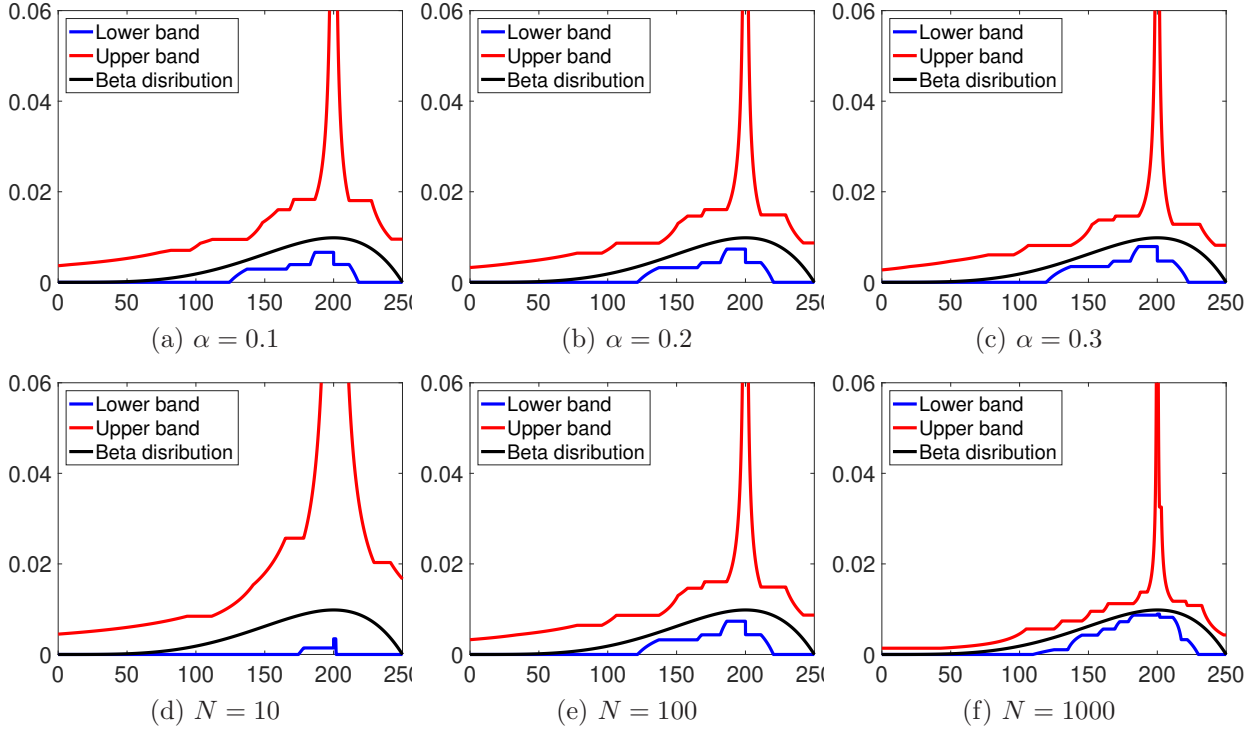 0.06
0.04
0.02
0
Lower band
Upper band
Beta disribution
0 50 100 150 200 250
(a) α = 0.1
0.06
0.04
0.02
0
Lower band
Upper band
Beta disribution
0 50 100 150 200 250
(b) α = 0.2
0.06
0.04
0.02
0
Lower band
Upper band
Beta disribution
0 50 100 150 200 250
(c) α = 0.3
0.06
0.04
0.02
0
Lower band
Upper band
Beta disribution
0 50 100 150 200 250
(d) N = 10
0.06
0.04
0.02
0
Lower band
Upper band
Beta disribution
0 50 100 150 200 250
(e) N = 100
0.06
0.04
0.02
0
Lower band
Upper band
Beta disribution
0 50 100 150 200 250
(f) N = 1000